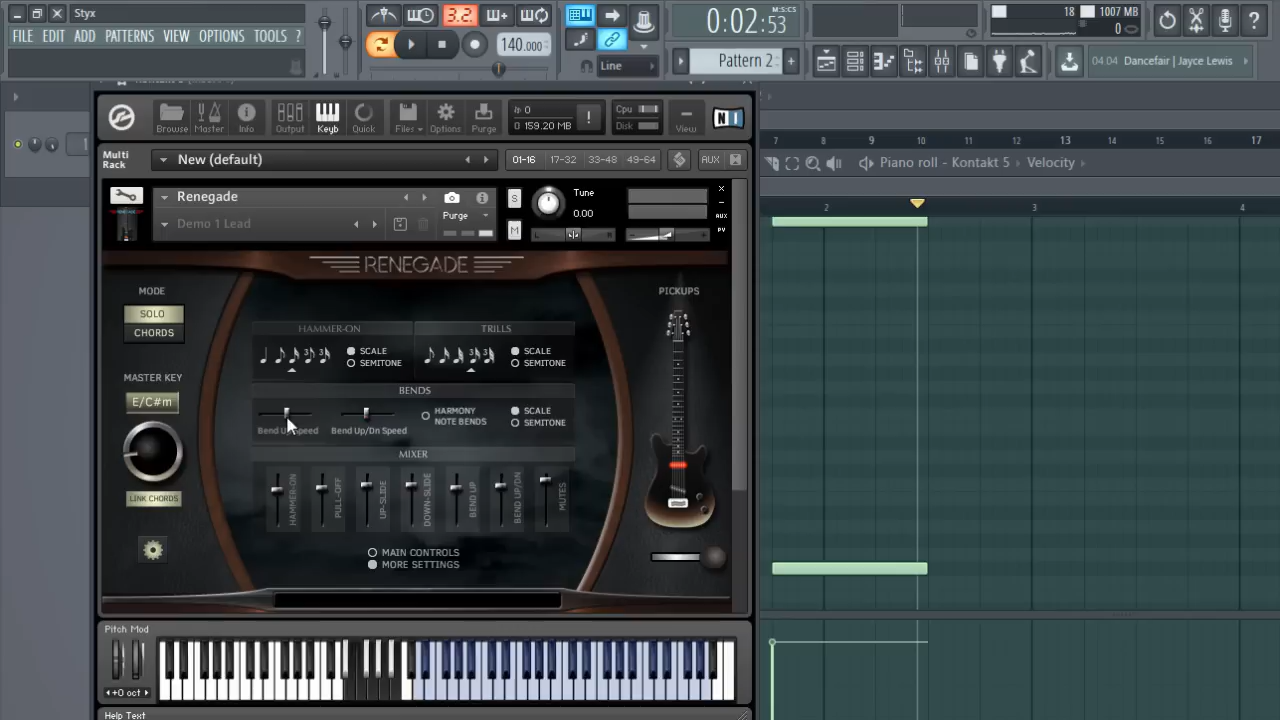 Styx
FILE EDIT ADD PATTERNS VIEW OPTIONS TOOLS ?
3.2.
140.000
Line
0:02:53
M:S:CS
Pattern 2
18 1007 MB
0
04.04 Dancefair | Jayce Lewis
Browse Master Info Output Keyb Quick Files Options Purge
0
159.20 MB
Cpu
Disk
View
Multi
Rack
New (default)
01-16 17-32 33-48 49-64 AUX
Renegade
Demo 1 Lead
Purge
S
M
Tune
0.00
L R
AUX
PV
RENEGADE
MODE
SOLO
CHORDS
MASTER KEY
E/C#m
LINK CHORDS
HAMMER-ON TRILLS
SCALE
SEMITONE
SCALE
SEMITONE
BENDS
HARMONY
NOTE BENDS
SCALE
SEMITONE
Bend Up Speed Bend Up/Dn Speed
MIXER
HAMMER-ON
PULL-OFF
UP-SLIDE
DOWN-SLIDE
BEND UP
BEND UP/DN
MUTES
MAIN CONTROLS
MORE SETTINGS
PICKUPS
Pitch Mod
+0 oct
Help Text
7 8 9 10 11 12 13 14 15 16 17
Piano roll - Kontakt 5 Velocity
2 3 4